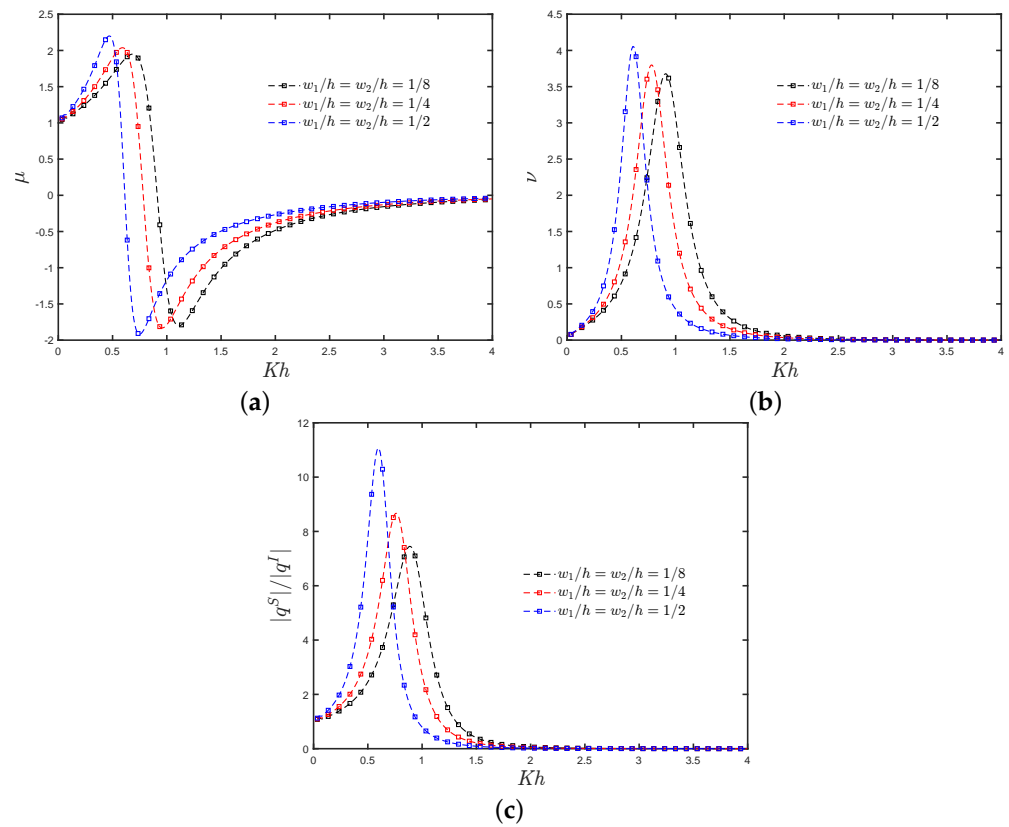 2.5
2
1.5
1
0.5
0
-0.5
-1
-1.5
-2
μ
0 0.5 1 1.5 2 2.5 3 3.5 4
Kh
w₁/h = w₂/h = 1/8
w₁/h = w₂/h = 1/4
w₁/h = w₂/h = 1/2
(a)
4.5
4
3.5
3
2.5
2
1.5
1
0.5
0
ν
0 0.5 1 1.5 2 2.5 3 3.5 4
Kh
w₁/h = w₂/h = 1/8
w₁/h = w₂/h = 1/4
w₁/h = w₂/h = 1/2
(b)
12
10
8
6
4
2
0
|q^S|/|q^I|
0 0.5 1 1.5 2 2.5 3 3.5 4
Kh
w₁/h = w₂/h = 1/8
w₁/h = w₂/h = 1/4
w₁/h = w₂/h = 1/2
(c)